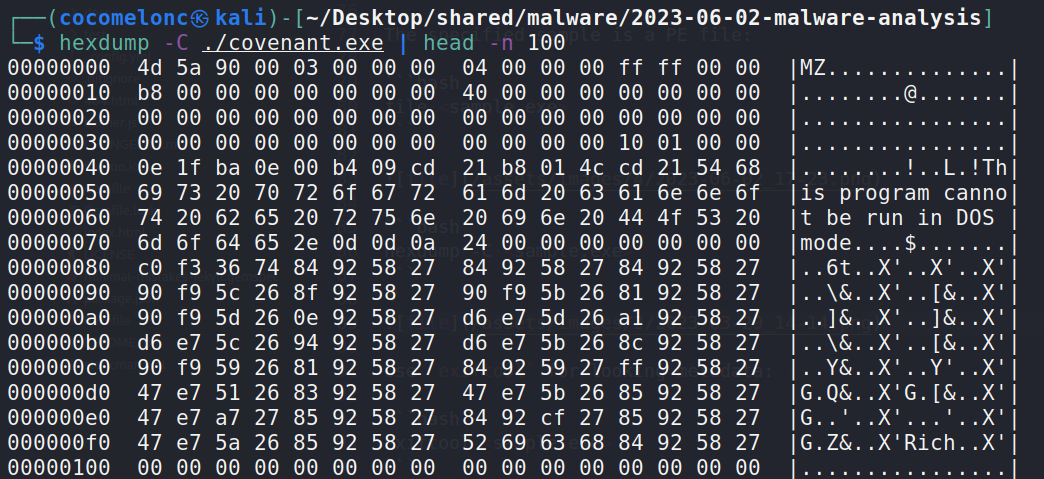 ┌──(cocomelonc㉿kali)-[~/Desktop/shared/malware/2023-06-02-malware-analysis]
└─$ hexdump -C ./covenant.exe | head -n 100
00000000  4d 5a 90 00 03 00 00 00  04 00 00 00 ff ff 00 00  |MZ..............|
00000010  b8 00 00 00 00 00 00 00  40 00 00 00 00 00 00 00  |........@.......|
00000020  00 00 00 00 00 00 00 00  00 00 00 00 00 00 00 00  |................|
00000030  00 00 00 00 00 00 00 00  00 00 00 00 10 01 00 00  |................|
00000040  0e 1f ba 0e 00 b4 09 cd  21 b8 01 4c cd 21 54 68  |........!..L.!Th|
00000050  69 73 20 70 72 6f 67 72  61 6d 20 63 61 6e 6e 6f  |is program canno|
00000060  74 20 62 65 20 72 75 6e  20 69 6e 20 44 4f 53 20  |t be run in DOS |
00000070  6d 6f 64 65 2e 0d 0d 0a  24 00 00 00 00 00 00 00  |mode....$.......|
00000080  c0 f3 36 74 84 92 58 27  84 92 58 27 84 92 58 27  |..6t..X'..X'..X'|
00000090  90 f9 5c 26 8f 92 58 27  90 f9 5b 26 81 92 58 27  |..\&..X'..[&..X'|
000000a0  90 f9 5d 26 0e 92 58 27  d6 e7 5d 26 a1 92 58 27  |..]&..X'..]&..X'|
000000b0  d6 e7 5c 26 94 92 58 27  d6 e7 5b 26 8c 92 58 27  |..\&..X'..[&..X'|
000000c0  90 f9 59 26 81 92 58 27  84 92 59 27 ff 92 58 27  |..Y&..X'..Y'..X'|
000000d0  47 e7 51 26 83 92 58 27  47 e7 5b 26 85 92 58 27  |G.Q&..X'G.[&..X'|
000000e0  47 e7 a7 27 85 92 58 27  84 92 cf 27 85 92 58 27  |G..'..X'...'..X'|
000000f0  47 e7 5a 26 85 92 58 27  52 69 63 68 84 92 58 27  |G.Z&..X'Rich..X'|
00000100  00 00 00 00 00 00 00 00  00 00 00 00 00 00 00 00  |................|